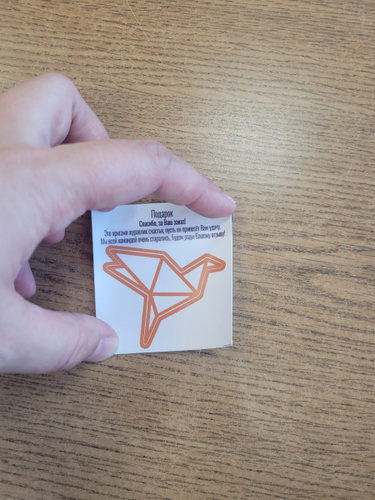 Подарок
Спасибо, за Ваш заказ!
Это оригами журавлик счастья, пусть он принесёт Вам удачу.
Мы всей командой очень старались, будем рады Вашему отзыву!